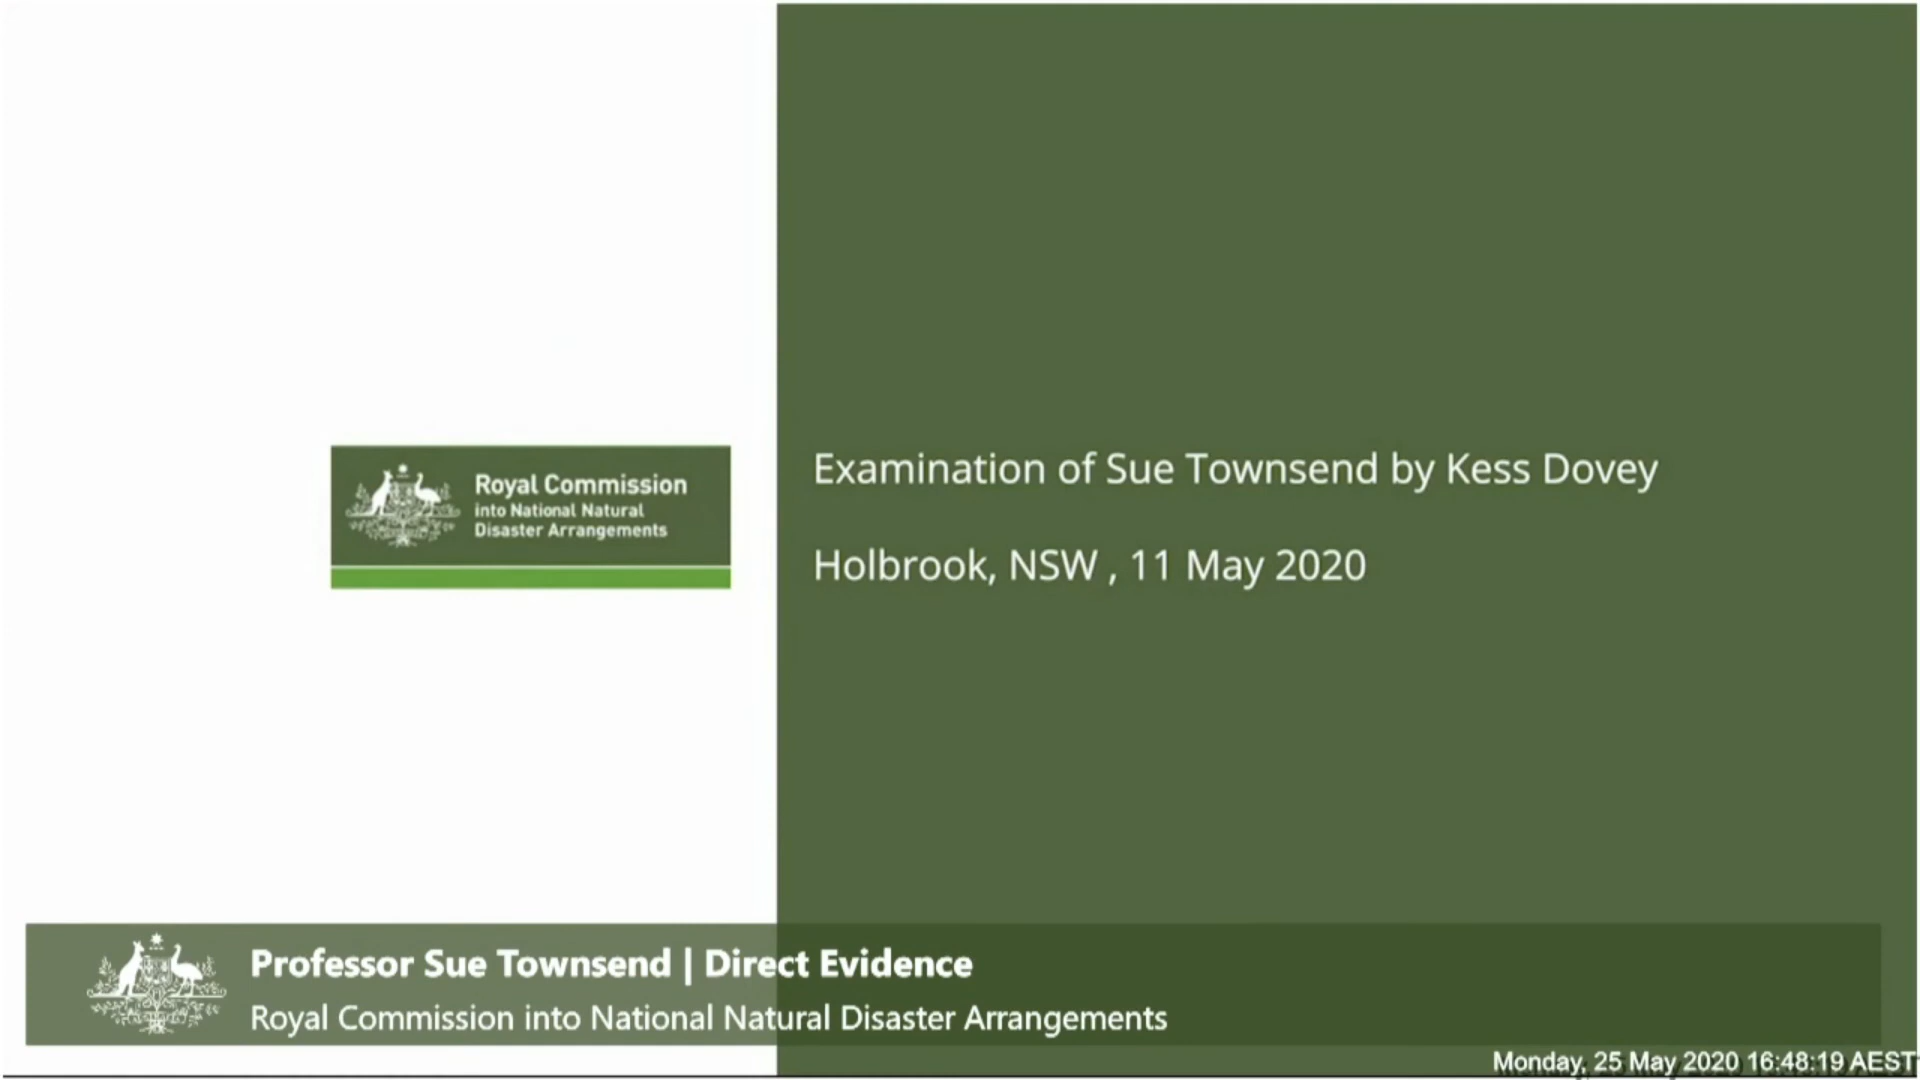 Royal Commission
into National Natural
Disaster Arrangements
Examination of Sue Townsend by Kess Dovey
Holbrook, NSW , 11 May 2020
Professor Sue Townsend | Direct Evidence
Royal Commission into National Natural Disaster Arrangements
Monday, 25 May 2020 16:48:19 AEST